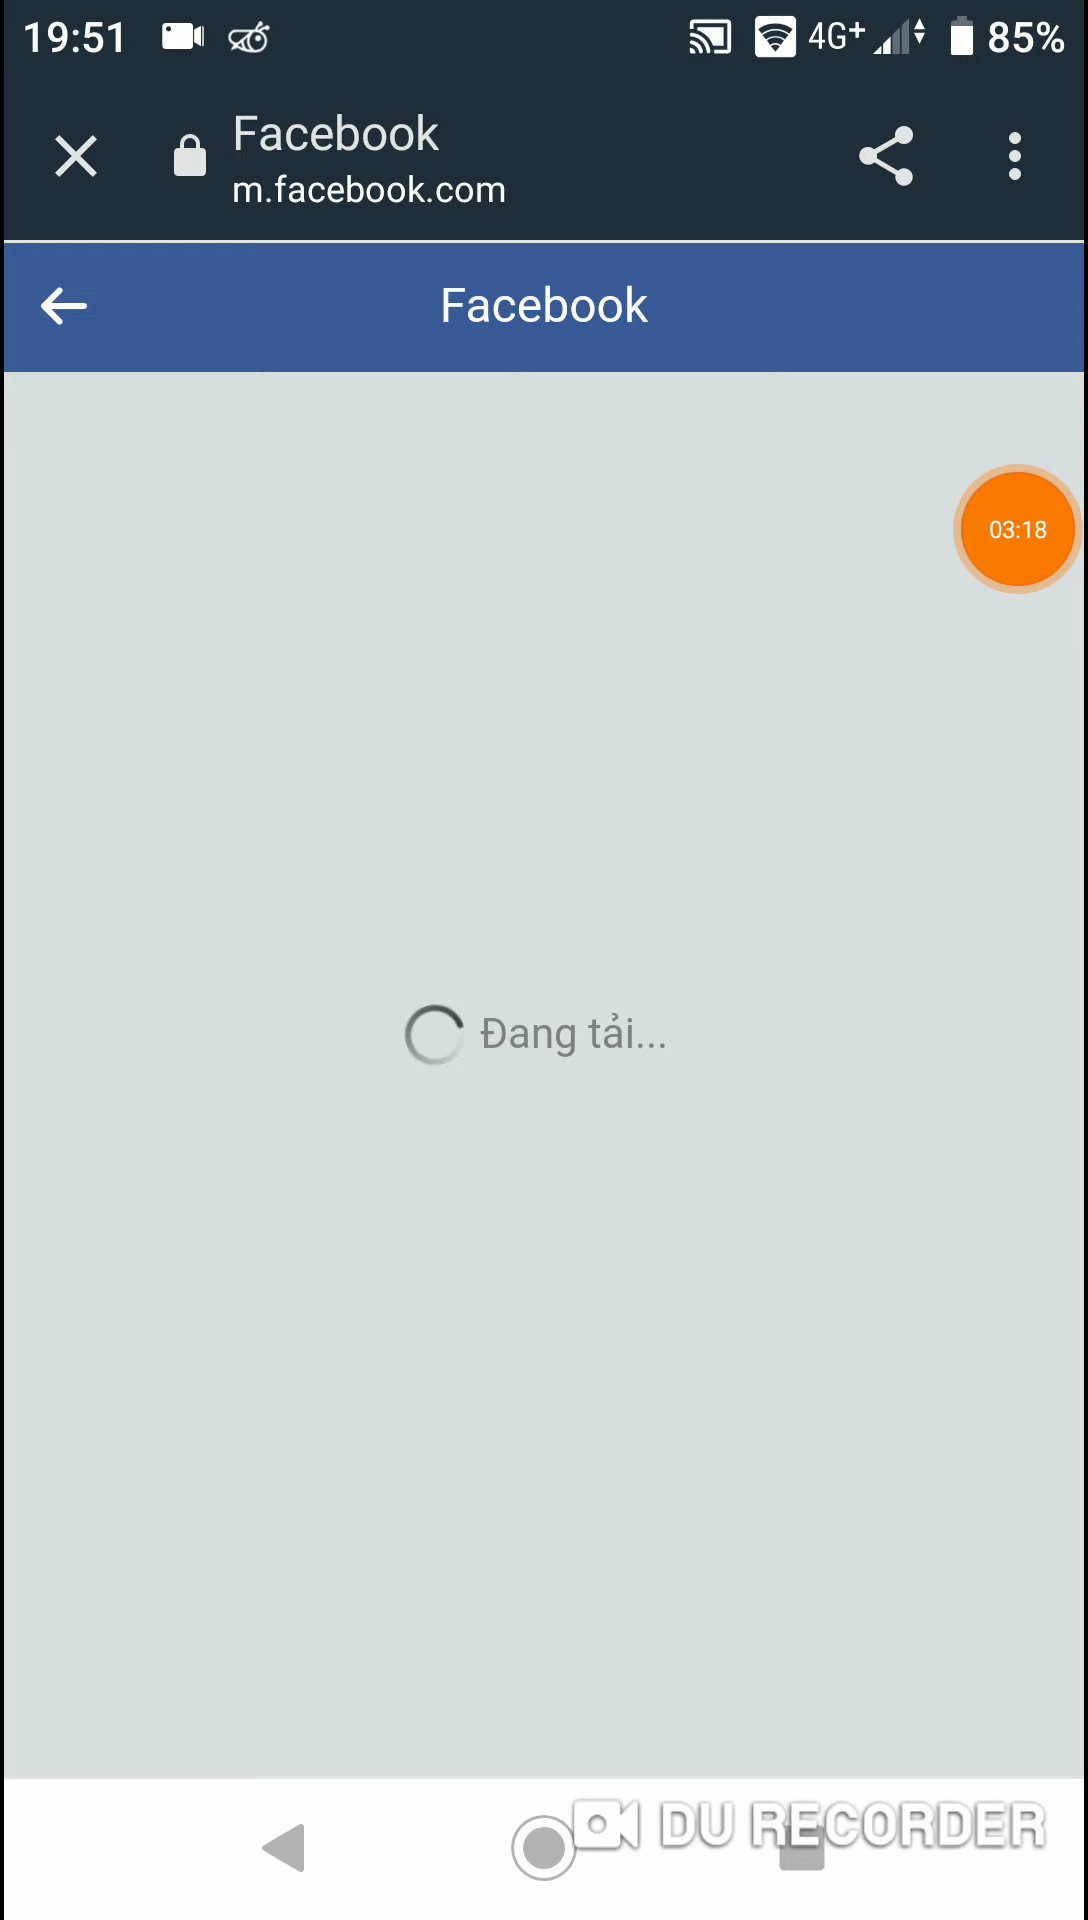 19:51 4G+ 85%
Facebook
m.facebook.com
Facebook
03:18
Đang tải...
DU RECORDER